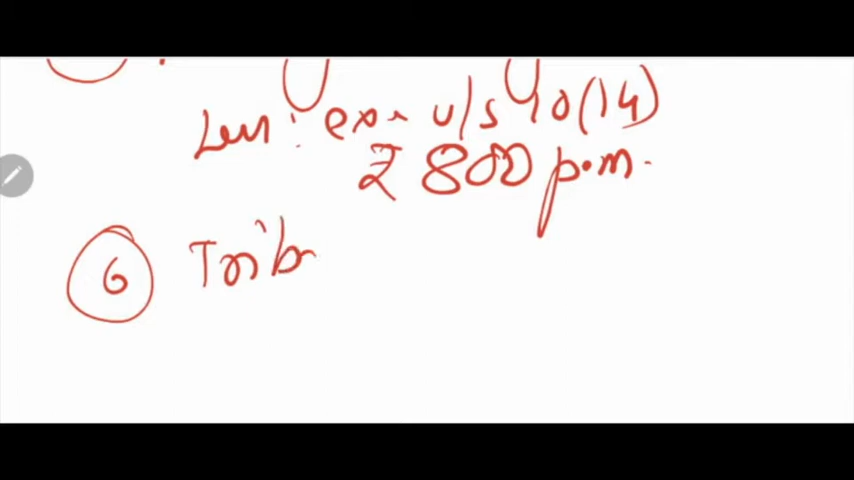 Less: ex. u/s 10(14)
₹ 800 p.m.
6 Trib